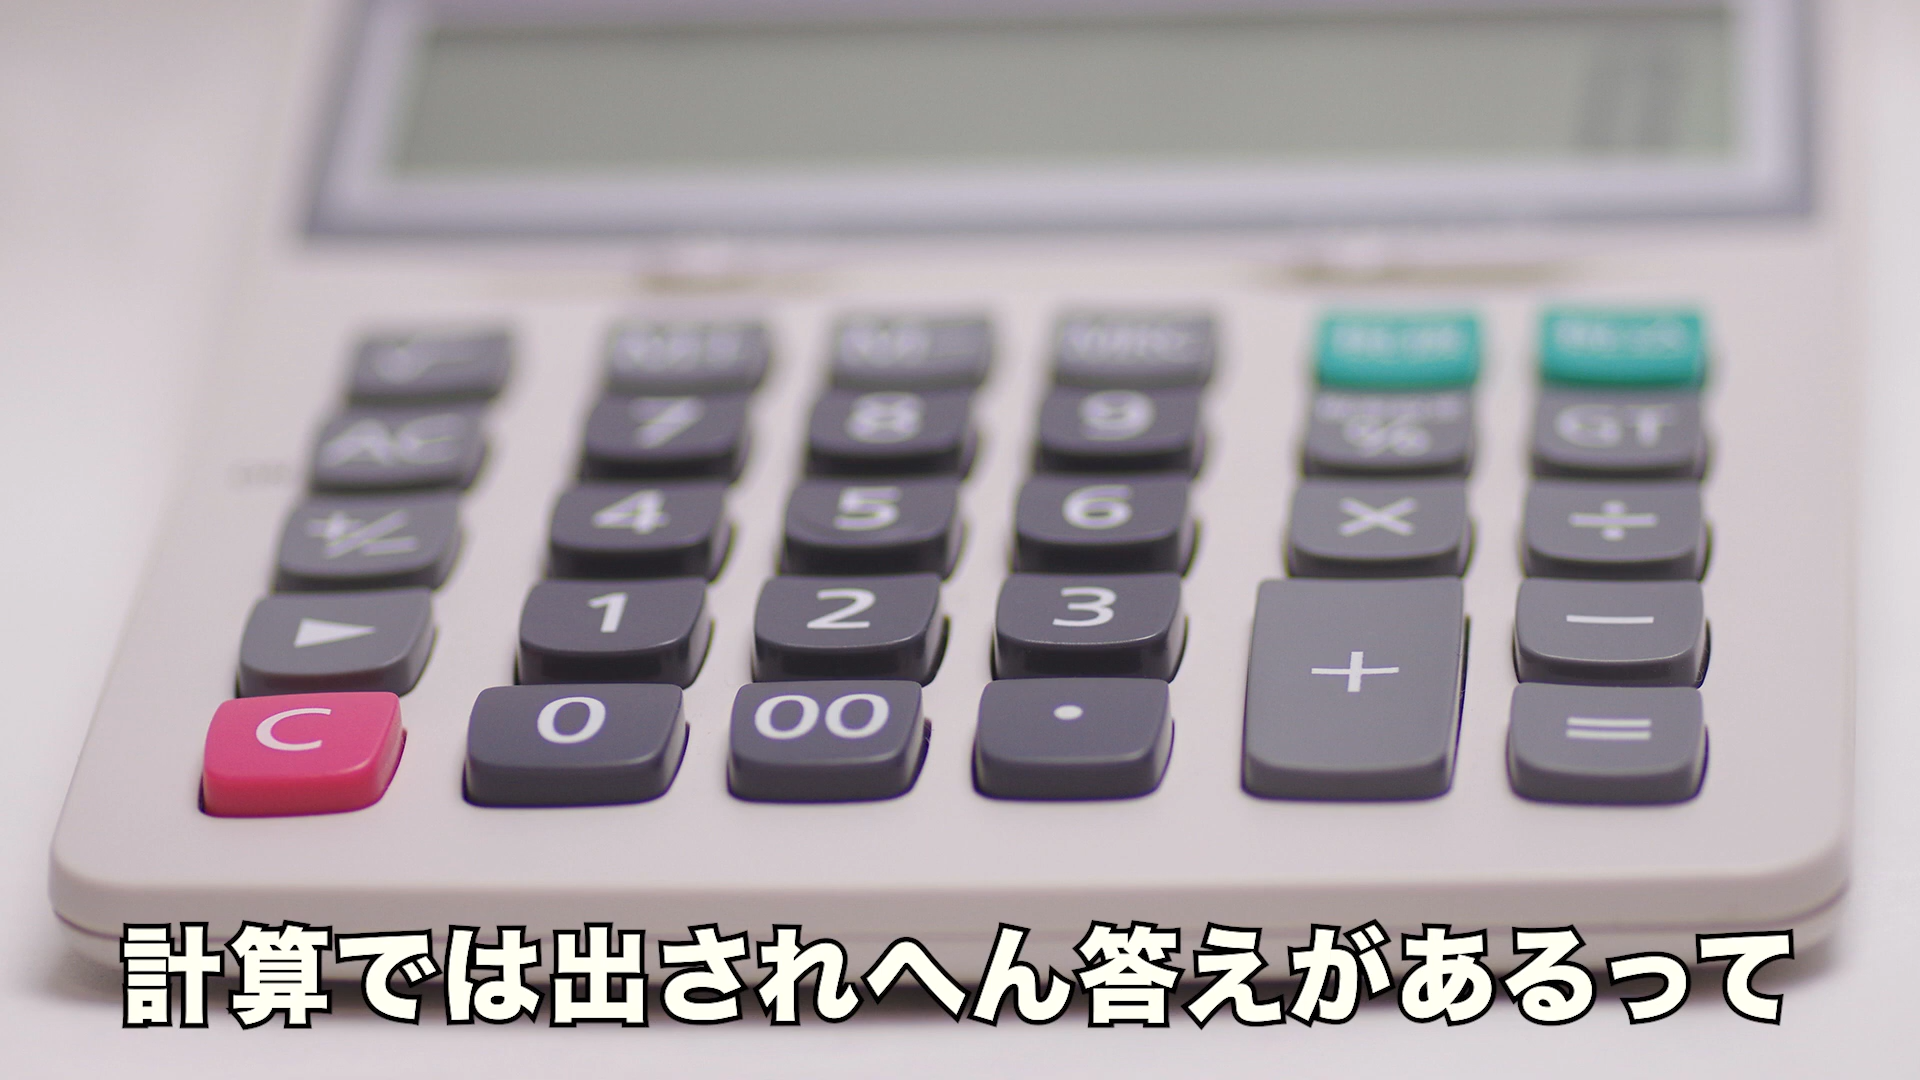 AC 7 8 9 % GT
+/- 4 5 6 × ÷
▶ 1 2 3 + −
C 0 00 · =
計算では出されへん答えがあるって